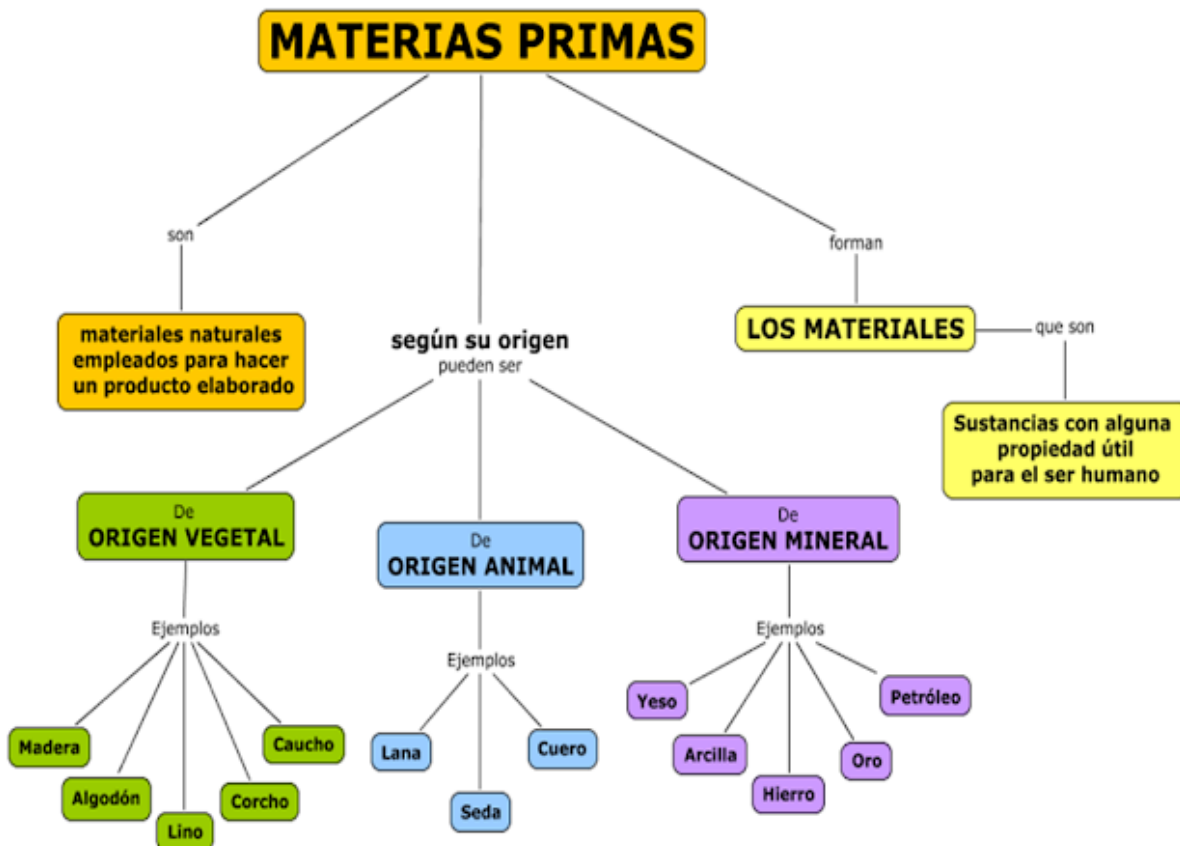 MATERIAS PRIMAS
son
materiales naturales
empleados para hacer
un producto elaborado
según su origen
pueden ser
forman
LOS MATERIALES
que son
Sustancias con alguna
propiedad útil
para el ser humano
De
ORIGEN VEGETAL
Ejemplos
Madera
Algodón
Lino
Corcho
Caucho
De
ORIGEN ANIMAL
Ejemplos
Lana
Seda
Cuero
De
ORIGEN MINERAL
Ejemplos
Yeso
Arcilla
Hierro
Oro
Petróleo